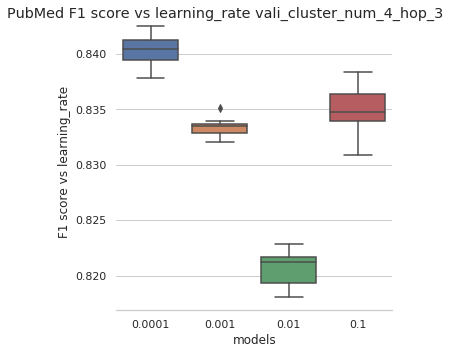 PubMed F1 score vs learning_rate vali_cluster_num_4_hop_3
F1 score vs learning_rate
0.840
0.835
0.830
0.825
0.820
0.0001 0.001 0.01 0.1
models